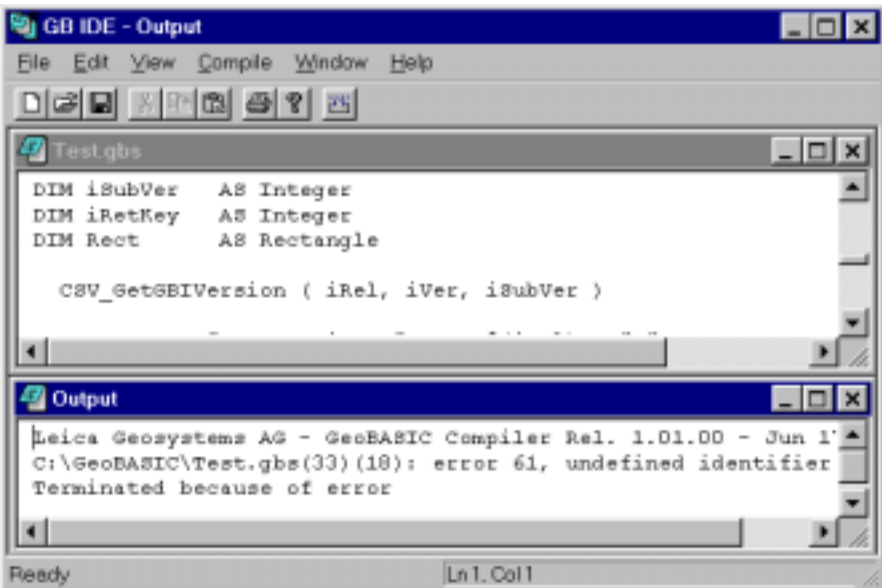 GB IDE - Output
File Edit View Compile Window Help
Test.gbs
DIM iSubVer AS Integer
DIM iRetKey AS Integer
DIM Rect AS Rectangle
CSV_GetGBIVersion ( iRel, iVer, iSubVer )
Output
Leica Geosystems AG - GeoBASIC Compiler Rel. 1.01.00 - Jun
C:\GeoBASIC\Test.gbs(33)(18): error 61, undefined identifier
Terminated because of error
Ready Ln 1, Col 1